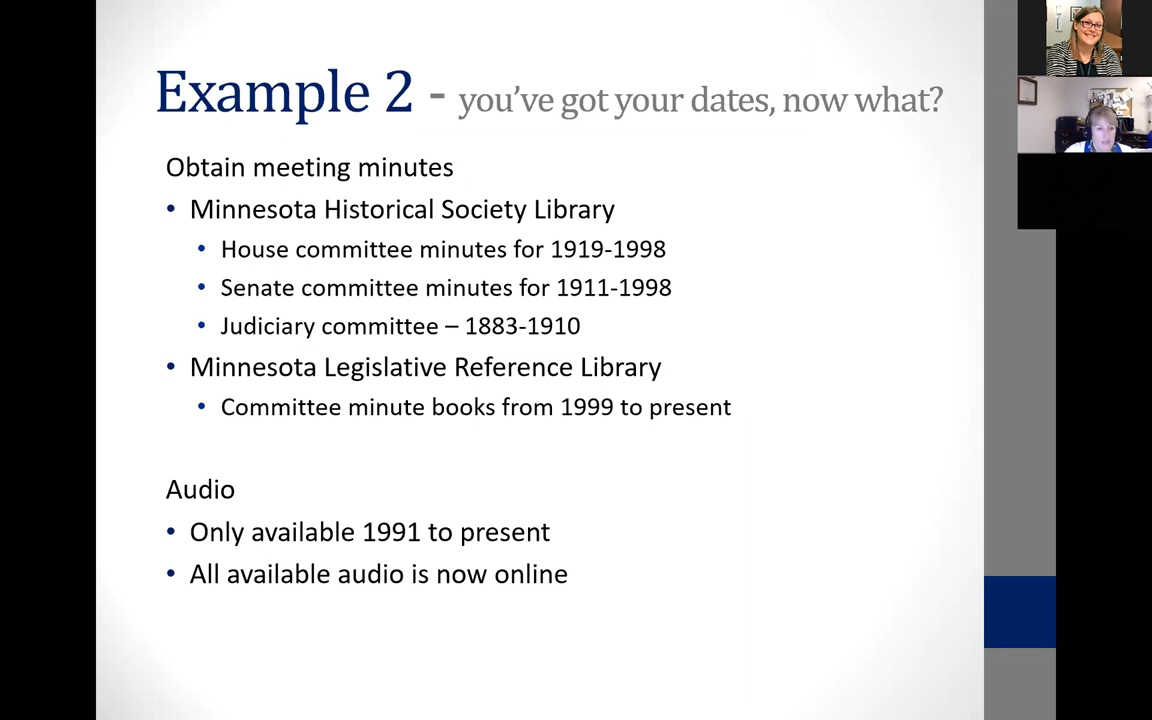 Example 2 - you've got your dates, now what?
Obtain meeting minutes
• Minnesota Historical Society Library
• House committee minutes for 1919-1998
• Senate committee minutes for 1911-1998
• Judiciary committee – 1883-1910
• Minnesota Legislative Reference Library
• Committee minute books from 1999 to present
Audio
• Only available 1991 to present
• All available audio is now online